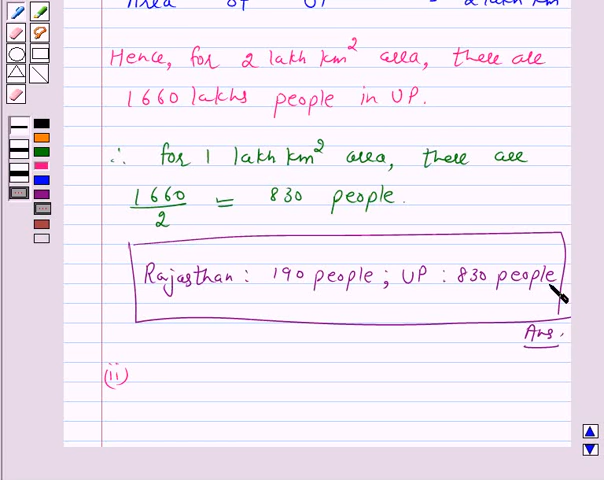 Hence, for 2 lakh km² area, there are
1660 lakhs people in UP.
∴ for 1 lakh km² area, there are
1660/2 = 830 people.
Rajasthan : 190 people ; UP : 830 people
Ans.
(ii)